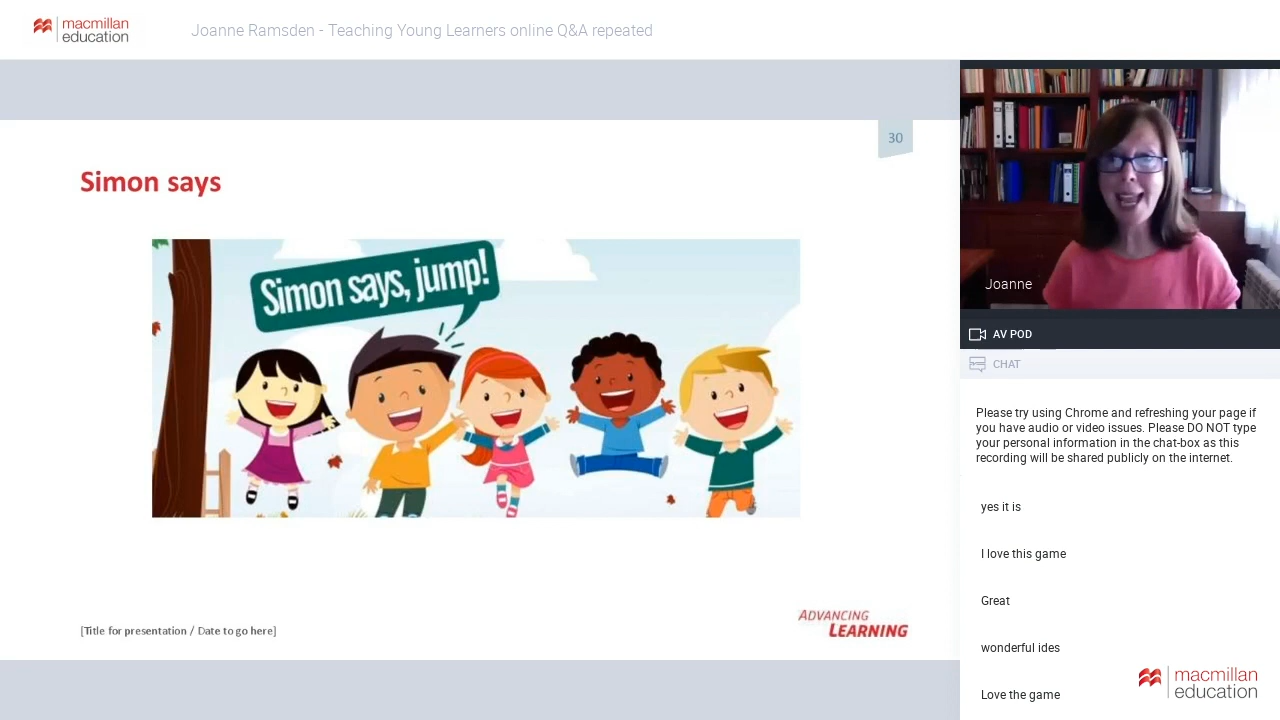 macmillan
education
Joanne Ramsden - Teaching Young Learners online Q&A repeated
30
Simon says
Simon says, jump!
[Title for presentation / Date to go here]
ADVANCING
LEARNING
Joanne
AV POD
CHAT
Please try using Chrome and refreshing your page if
you have audio or video issues. Please DO NOT type
your personal information in the chat-box as this
recording will be shared publicly on the internet.
yes it is
I love this game
Great
wonderful ides
Love the game
macmillan
education